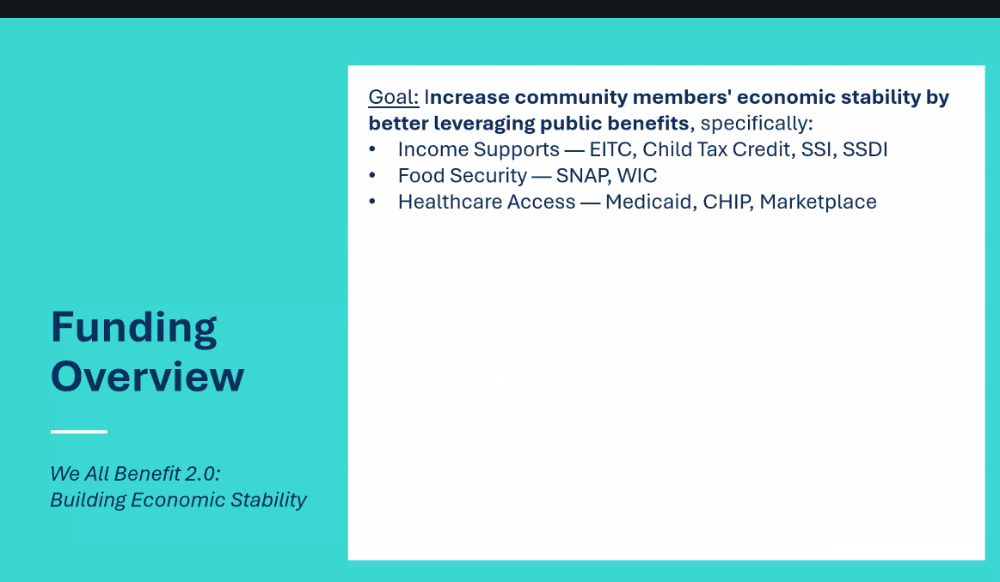 Goal: Increase community members' economic stability by
better leveraging public benefits, specifically:
• Income Supports — EITC, Child Tax Credit, SSI, SSDI
• Food Security — SNAP, WIC
• Healthcare Access — Medicaid, CHIP, Marketplace
Funding
Overview
We All Benefit 2.0:
Building Economic Stability